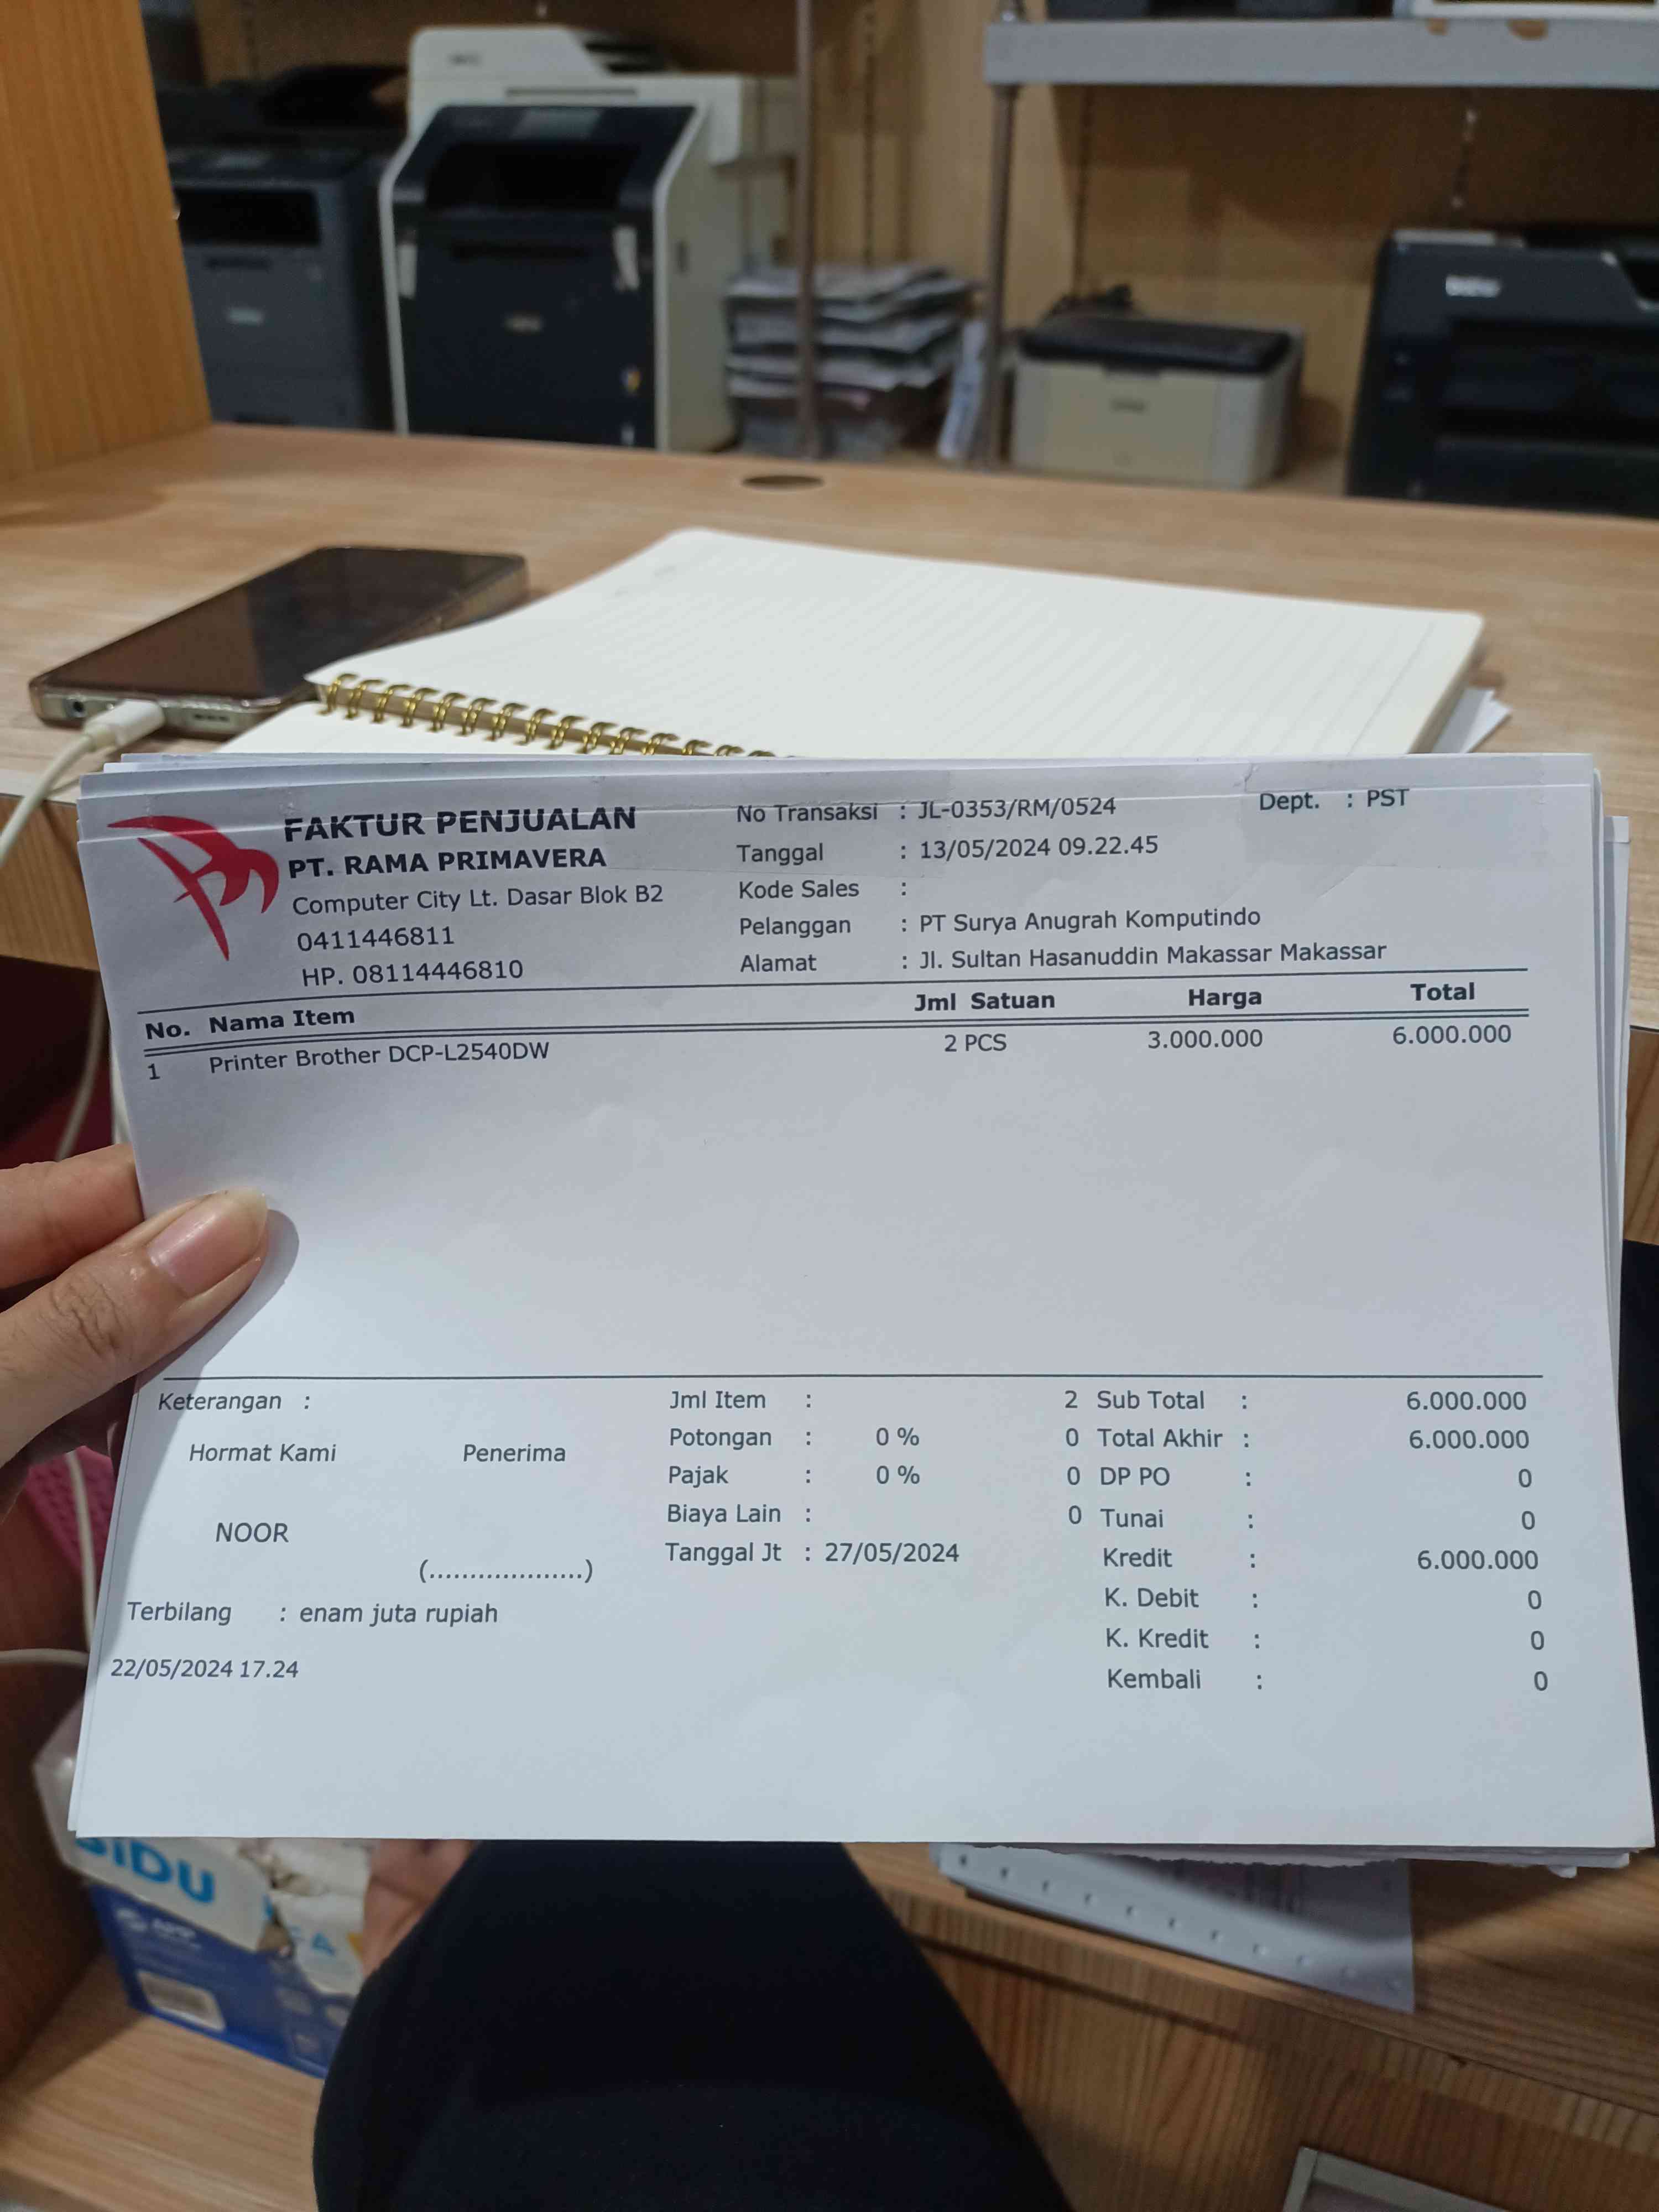 FAKTUR PENJUALAN
PT. RAMA PRIMAVERA
Computer City Lt. Dasar Blok B2
0411446811
HP. 08114446810
No Transaksi : JL-0353/RM/0524
Dept. : PST
Tanggal : 13/05/2024 09.22.45
Kode Sales :
Pelanggan : PT Surya Anugrah Komputindo
Alamat : Jl. Sultan Hasanuddin Makassar Makassar
No. Nama Item Jml Satuan Harga Total
1 Printer Brother DCP-L2540DW 2 PCS 3.000.000 6.000.000
Keterangan :
Hormat Kami Penerima
NOOR
(...................)
Terbilang : enam juta rupiah
22/05/2024 17.24
Jml Item : 2
Potongan : 0 % 0
Pajak : 0 % 0
Biaya Lain : 0
Tanggal Jt : 27/05/2024
Sub Total : 6.000.000
Total Akhir : 6.000.000
DP PO : 0
Tunai : 0
Kredit : 6.000.000
K. Debit : 0
K. Kredit : 0
Kembali : 0
SIDU